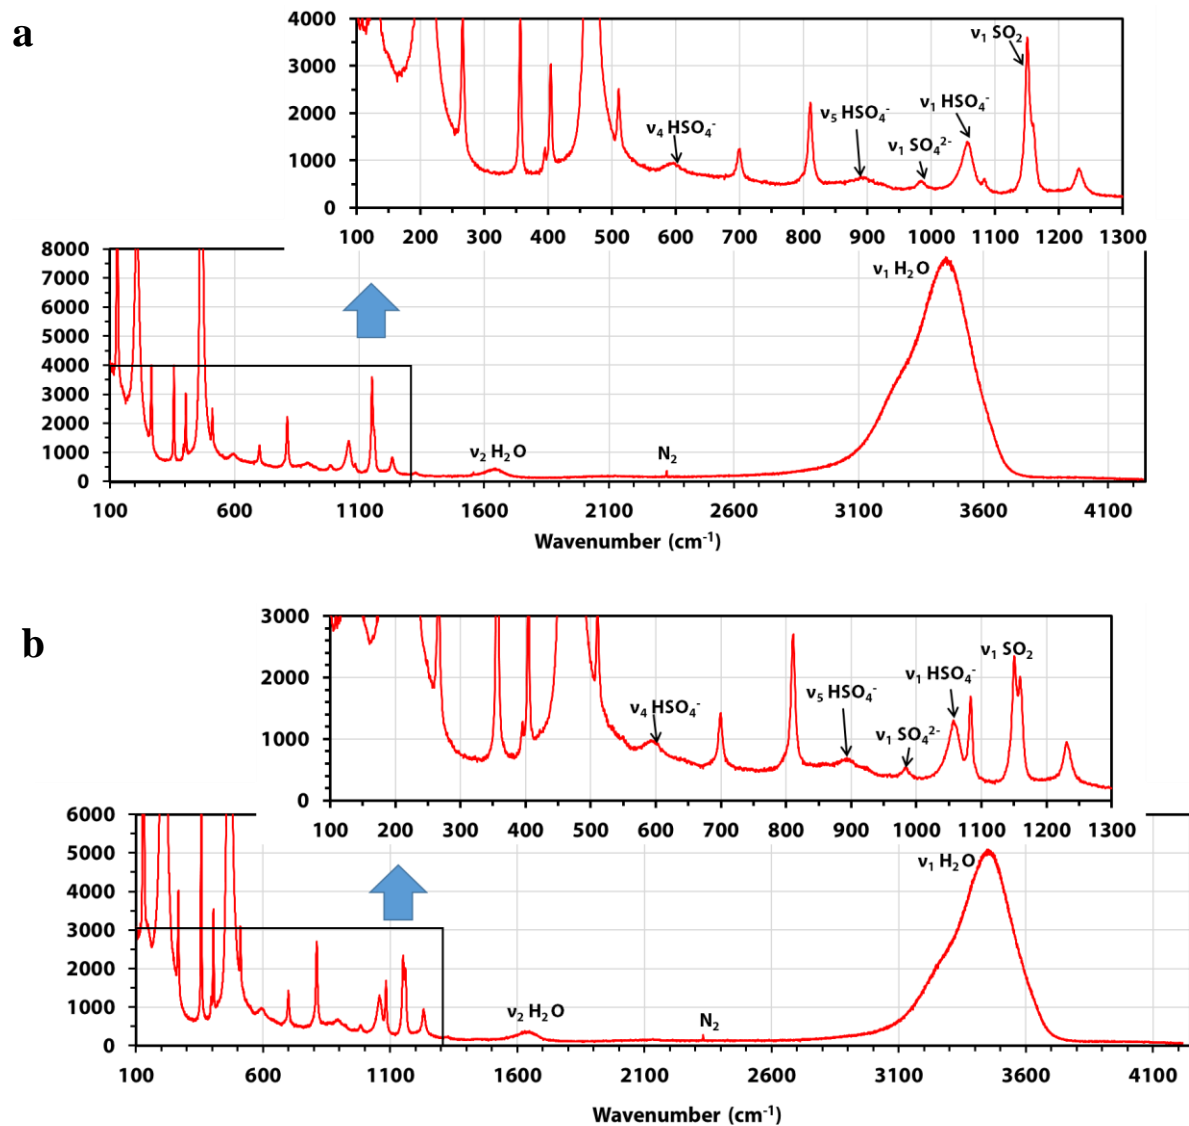 a
4000
3000
2000
1000
0
ν₄ HSO₄⁻
ν₅ HSO₄⁻
ν₁ SO₄²⁻
ν₁ HSO₄⁻
ν₁ SO₂
100 200 300 400 500 600 700 800 900 1000 1100 1200 1300
8000
7000
6000
5000
4000
3000
2000
1000
0
ν₂ H₂O
N₂
ν₁ H₂O
100 600 1100 1600 2100 2600 3100 3600 4100
Wavenumber (cm⁻¹)
b
3000
2000
1000
0
ν₄ HSO₄⁻
ν₅ HSO₄⁻
ν₁ SO₄²⁻
ν₁ HSO₄⁻
ν₁ SO₂
100 200 300 400 500 600 700 800 900 1000 1100 1200 1300
6000
5000
4000
3000
2000
1000
0
ν₂ H₂O
N₂
ν₁ H₂O
100 600 1100 1600 2100 2600 3100 3600 4100
Wavenumber (cm⁻¹)